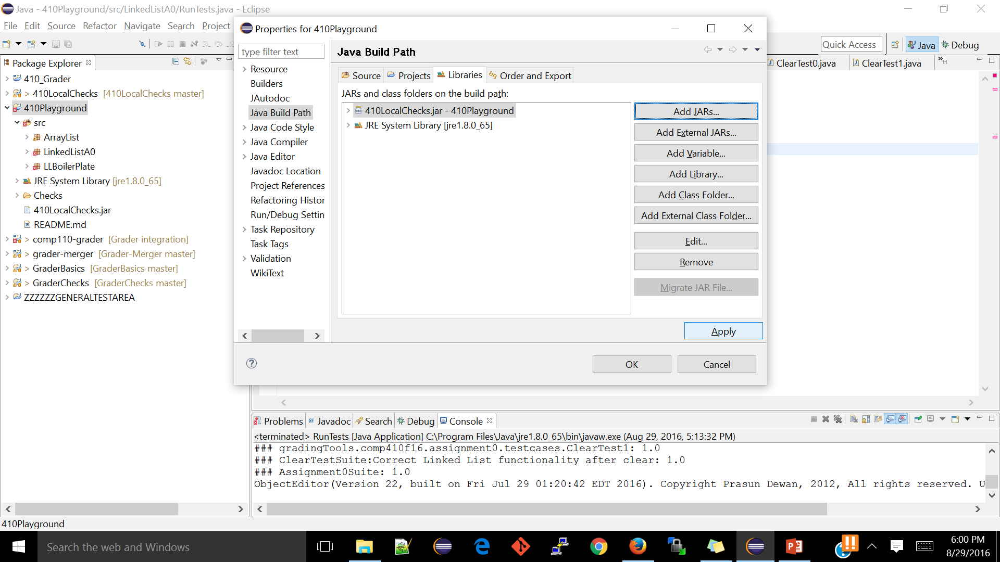 Java - 410Playground/src/LinkedListA0/RunTests.java - Eclipse
File Edit Source Refactor Navigate Search Project
Quick Access
Java
Debug
Package Explorer
410_Grader
> 410LocalChecks [410LocalChecks master]
410Playground
src
ArrayList
LinkedListA0
LLBoilerPlate
JRE System Library [jre1.8.0_65]
Checks
410LocalChecks.jar
README.md
> comp110-grader [Grader integration]
> grader-merger [Grader-Merger master]
> GraderBasics [GraderBasics master]
> GraderChecks [GraderChecks master]
ZZZZZZGENERALTESTAREA
Properties for 410Playground
type filter text
Resource
Builders
JAutodoc
Java Build Path
Java Code Style
Java Compiler
Java Editor
Javadoc Location
Project References
Refactoring Histor
Run/Debug Settin
Task Repository
Task Tags
Validation
WikiText
Java Build Path
Source Projects Libraries Order and Export
JARs and class folders on the build path:
410LocalChecks.jar - 410Playground
JRE System Library [jre1.8.0_65]
Add JARs...
Add External JARs...
Add Variable...
Add Library...
Add Class Folder...
Add External Class Folder...
Edit...
Remove
Migrate JAR File...
Apply
OK Cancel
ClearTest0.java ClearTest1.java »11
Problems @ Javadoc Search Debug Console
<terminated> RunTests [Java Application] C:\Program Files\Java\jre1.8.0_65\bin\javaw.exe (Aug 29, 2016, 5:13:32 PM)
### gradingTools.comp410f16.assignment0.testcases.ClearTest1: 1.0
### ClearTestSuite:Correct Linked List functionality after clear: 1.0
### Assignment0Suite: 1.0
ObjectEditor(Version 22, built on Fri Jul 29 01:20:42 EDT 2016). Copyright Prasun Dewan, 2012, All rights reserved. U
410Playground
Search the web and Windows
6:00 PM
8/29/2016